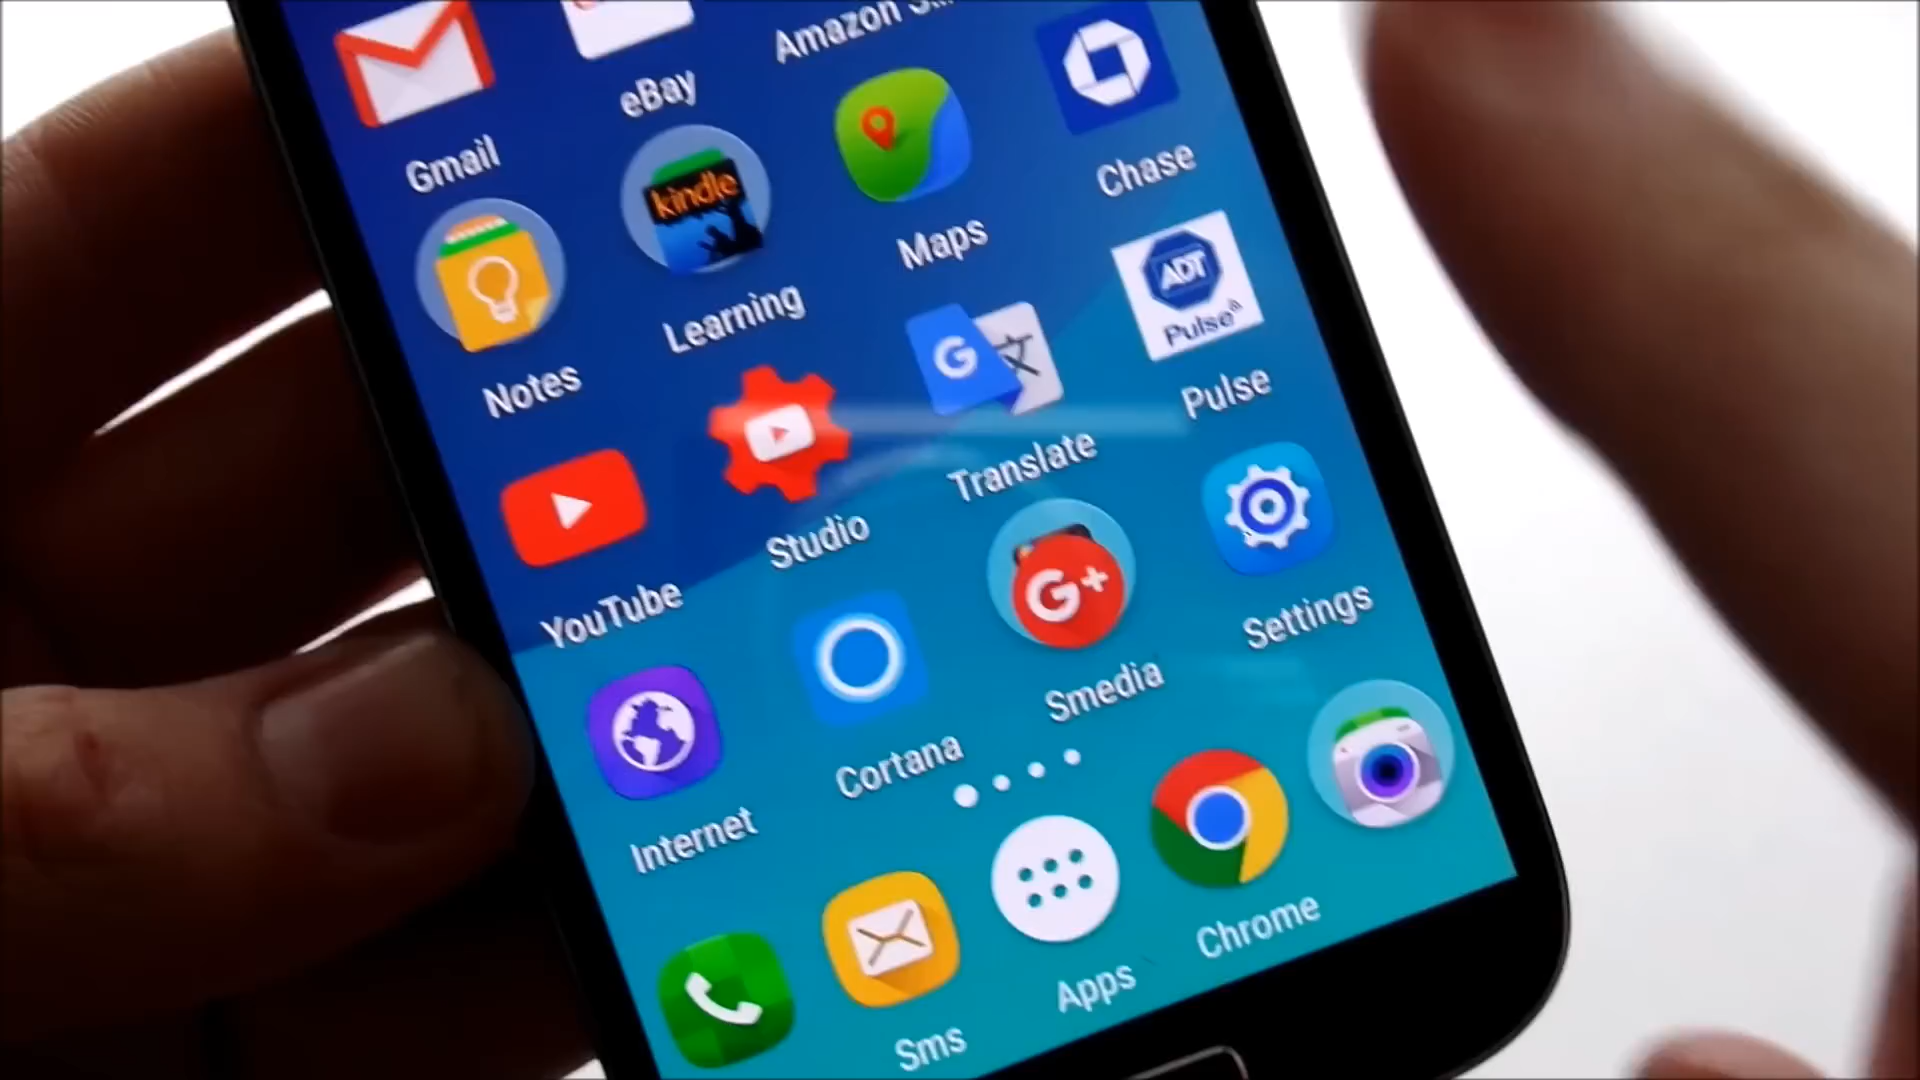 eBay
Amazon S...
Gmail
kindle
Chase
Maps
Learning
ADT
Pulse®
Notes
G 文
Pulse
Translate
Studio
G+
YouTube
Settings
Smedia
Cortana
Internet
Chrome
Apps
Sms